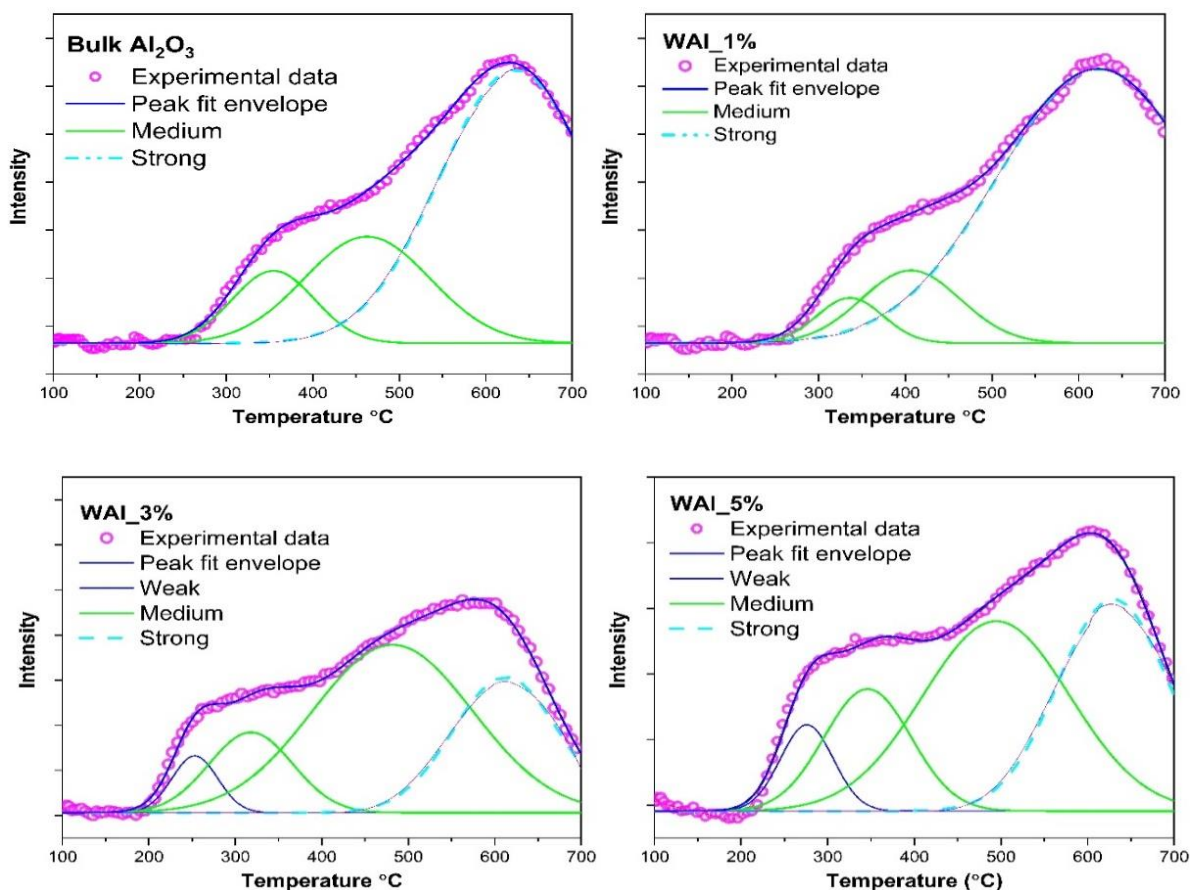 Bulk Al₂O₃
Experimental data
Peak fit envelope
Medium
Strong
Intensity
100 200 300 400 500 600 700
Temperature °C
WAl_1%
Experimental data
Peak fit envelope
Medium
Strong
Intensity
100 200 300 400 500 600 700
Temperature °C
WAl_3%
Experimental data
Peak fit envelope
Weak
Medium
Strong
Intensity
100 200 300 400 500 600 700
Temperature °C
WAl_5%
Experimental data
Peak fit envelope
Weak
Medium
Strong
Intensity
100 200 300 400 500 600 700
Temperature (°C)